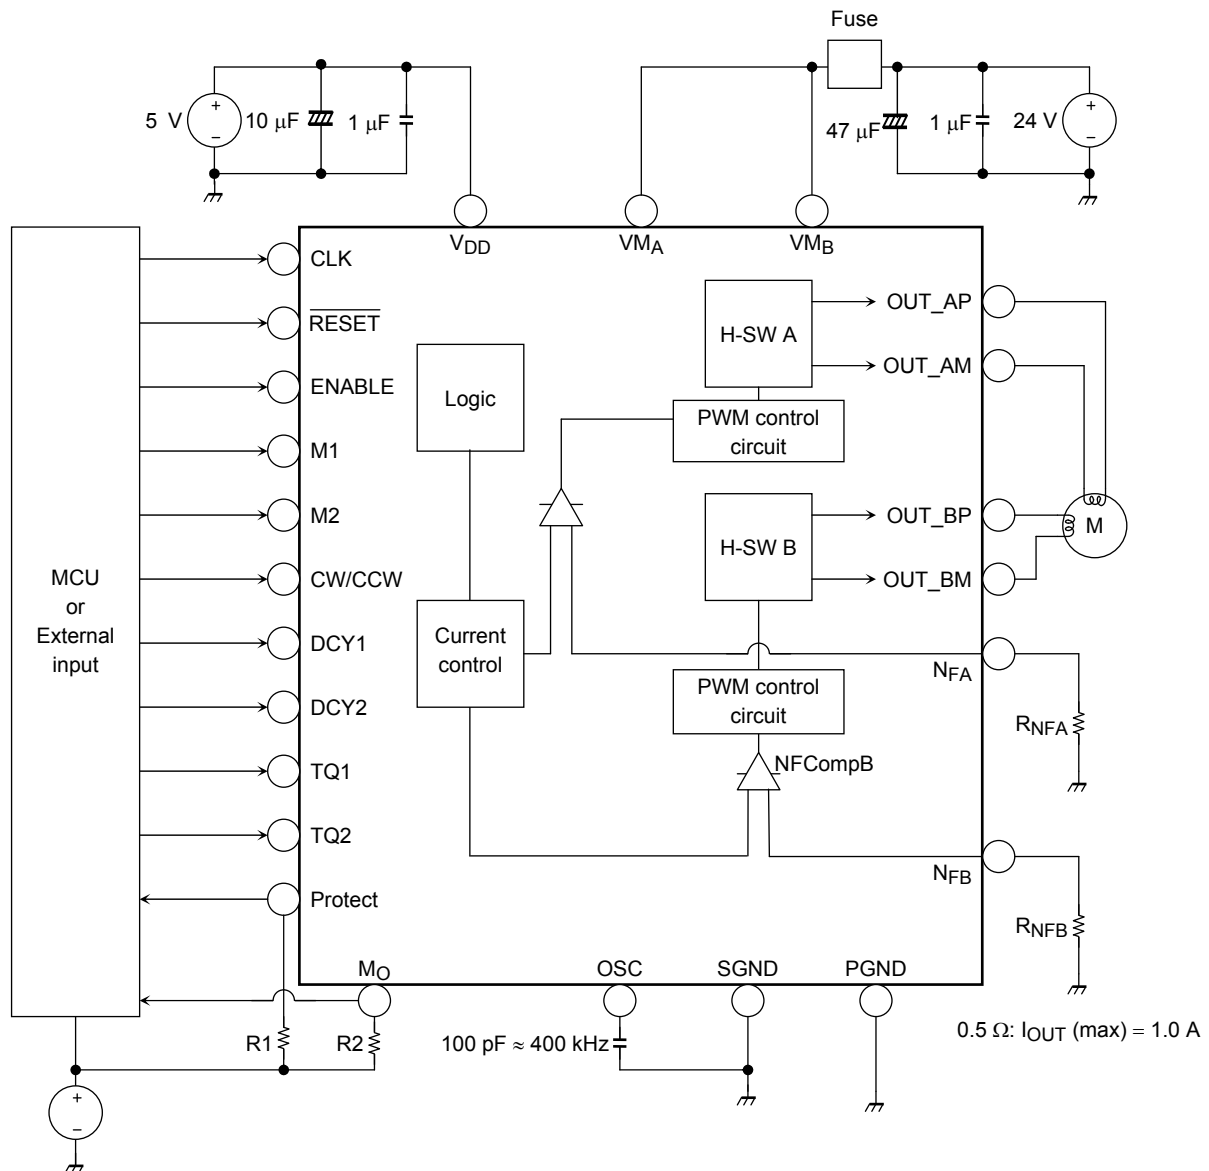 Fuse
5 V
10 μF
1 μF
47 μF
1 μF
24 V
VDD
VMA
VMB
MCU
or
External
input
CLK
RESET
ENABLE
M1
M2
CW/CCW
DCY1
DCY2
TQ1
TQ2
Protect
Logic
Current
control
H-SW A
PWM control
circuit
H-SW B
PWM control
circuit
NFCompB
OUT_AP
OUT_AM
OUT_BP
OUT_BM
M
NFA
RNFA
NFB
RNFB
MO
OSC
SGND
PGND
R1
R2
100 pF ≈ 400 kHz
0.5 Ω: IOUT (max) = 1.0 A